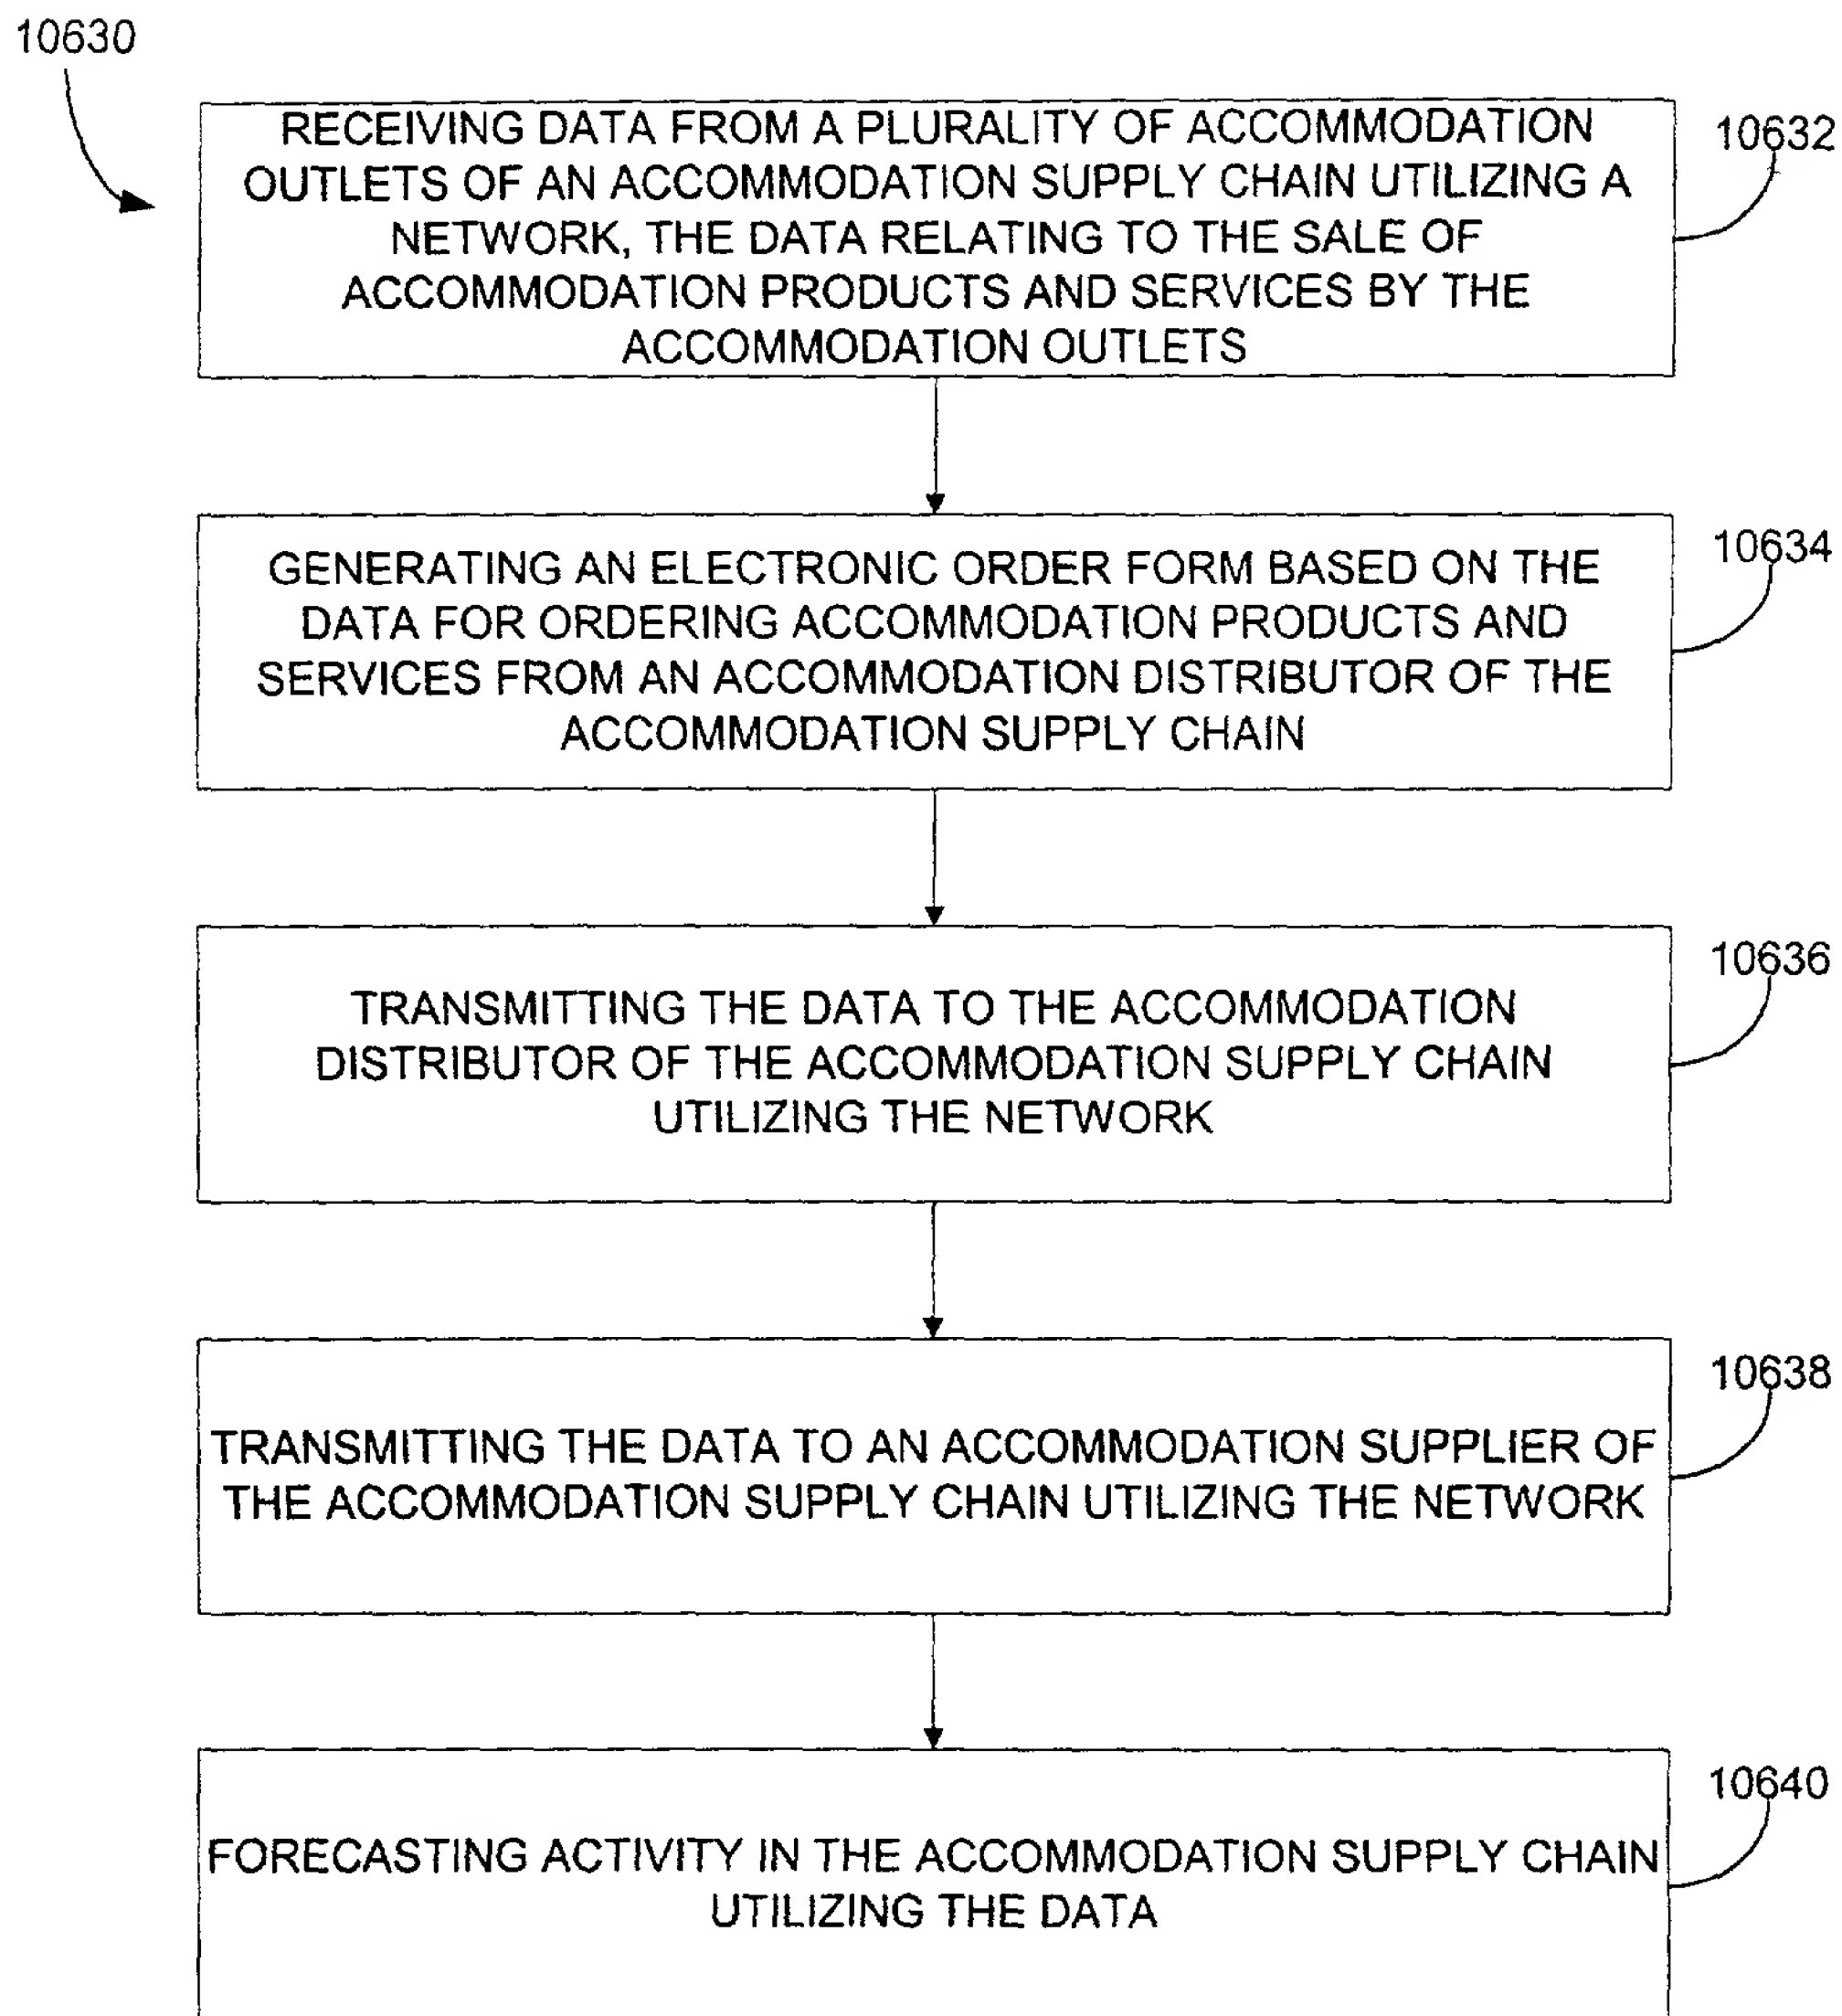 10630
RECEIVING DATA FROM A PLURALITY OF ACCOMMODATION
OUTLETS OF AN ACCOMMODATION SUPPLY CHAIN UTILIZING A
NETWORK, THE DATA RELATING TO THE SALE OF
ACCOMMODATION PRODUCTS AND SERVICES BY THE
ACCOMMODATION OUTLETS
10632
GENERATING AN ELECTRONIC ORDER FORM BASED ON THE
DATA FOR ORDERING ACCOMMODATION PRODUCTS AND
SERVICES FROM AN ACCOMMODATION DISTRIBUTOR OF THE
ACCOMMODATION SUPPLY CHAIN
10634
TRANSMITTING THE DATA TO THE ACCOMMODATION
DISTRIBUTOR OF THE ACCOMMODATION SUPPLY CHAIN
UTILIZING THE NETWORK
10636
TRANSMITTING THE DATA TO AN ACCOMMODATION SUPPLIER OF
THE ACCOMMODATION SUPPLY CHAIN UTILIZING THE NETWORK
10638
FORECASTING ACTIVITY IN THE ACCOMMODATION SUPPLY CHAIN
UTILIZING THE DATA
10640